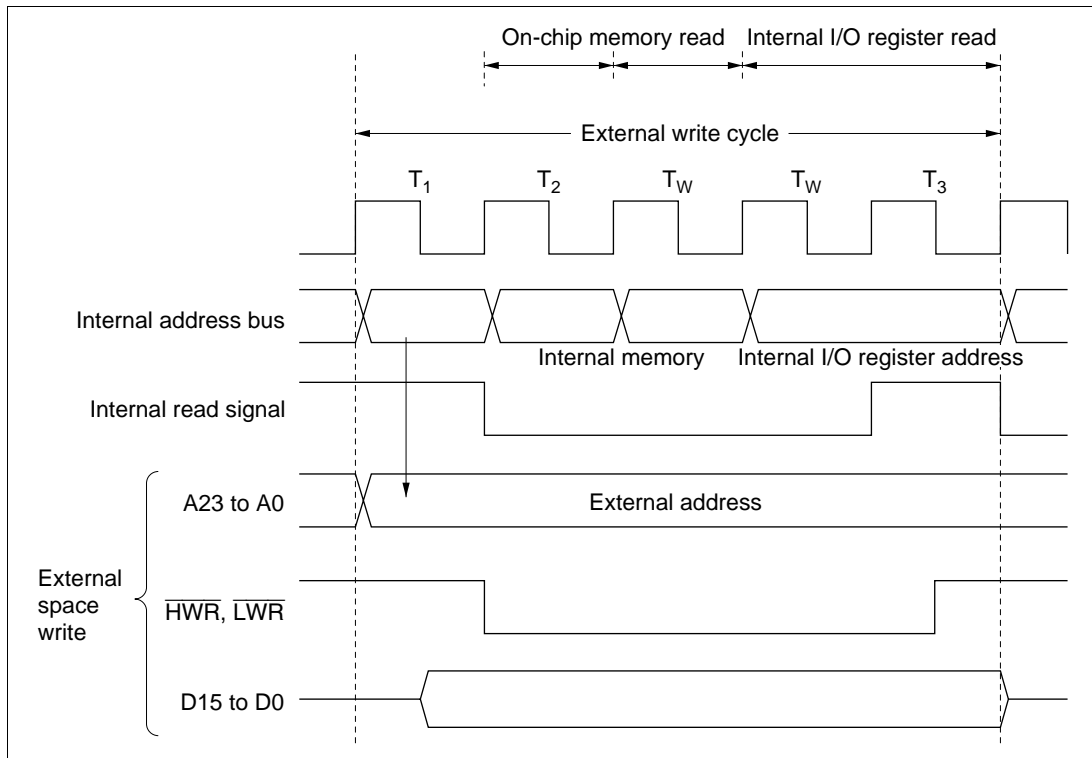 On-chip memory read Internal I/O register read
External write cycle
T1 T2 TW TW T3
Internal address bus
Internal memory Internal I/O register address
Internal read signal
A23 to A0 External address
External
space
write
HWR, LWR
D15 to D0